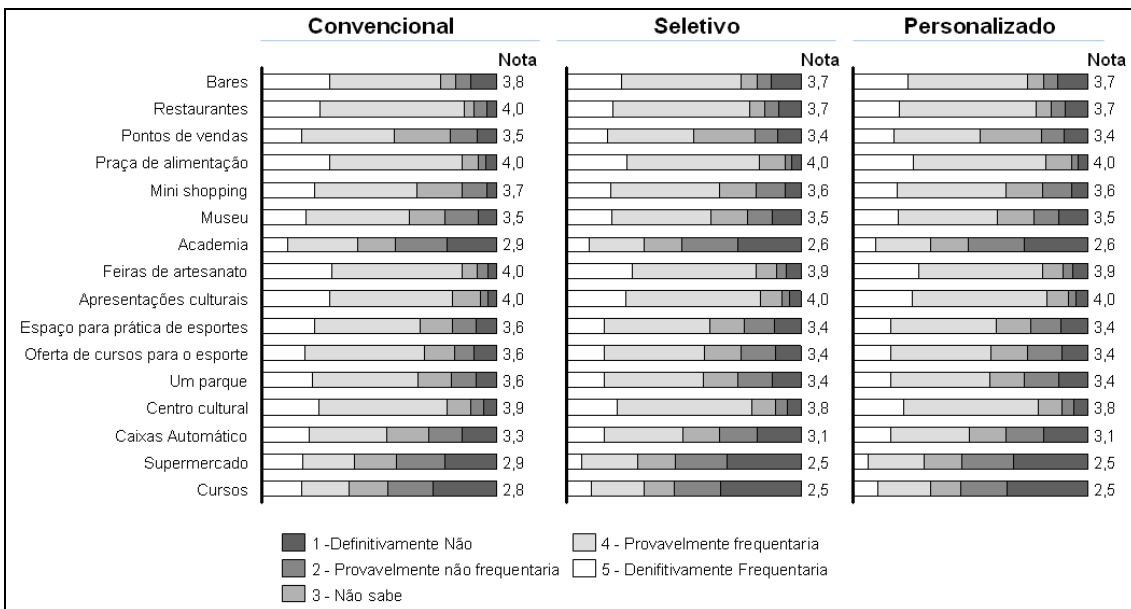 Convencional Seletivo Personalizado
Nota Nota Nota
Bares 3,8 3,7 3,7
Restaurantes 4,0 3,7 3,7
Pontos de vendas 3,5 3,4 3,4
Praça de alimentação 4,0 4,0 4,0
Mini shopping 3,7 3,6 3,6
Museu 3,5 3,5 3,5
Academia 2,9 2,6 2,6
Feiras de artesanato 4,0 3,9 3,9
Apresentações culturais 4,0 4,0 4,0
Espaço para prática de esportes 3,6 3,4 3,4
Oferta de cursos para o esporte 3,6 3,4 3,4
Um parque 3,6 3,4 3,4
Centro cultural 3,9 3,8 3,8
Caixas Automático 3,3 3,1 3,1
Supermercado 2,9 2,5 2,5
Cursos 2,8 2,5 2,5
1 -Definitivamente Não
2 - Provavelmente não frequentaria
3 - Não sabe
4 - Provavelmente frequentaria
5 - Denifitivamente Frequentaria